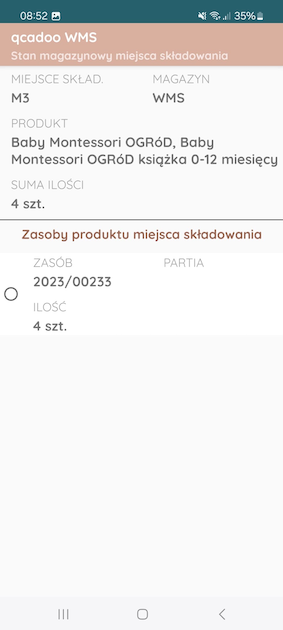 08:52 35%
qcadoo WMS
Stan magazynowy miejsca składowania
MIEJSCE SKŁAD. MAGAZYN
M3 WMS
PRODUKT
Baby Montessori OGRóD, Baby
Montessori OGRóD książka 0-12 miesięcy
SUMA ILOŚCI
4 szt.
Zasoby produktu miejsca składowania
ZASÓB PARTIA
2023/00233
ILOŚĆ
4 szt.